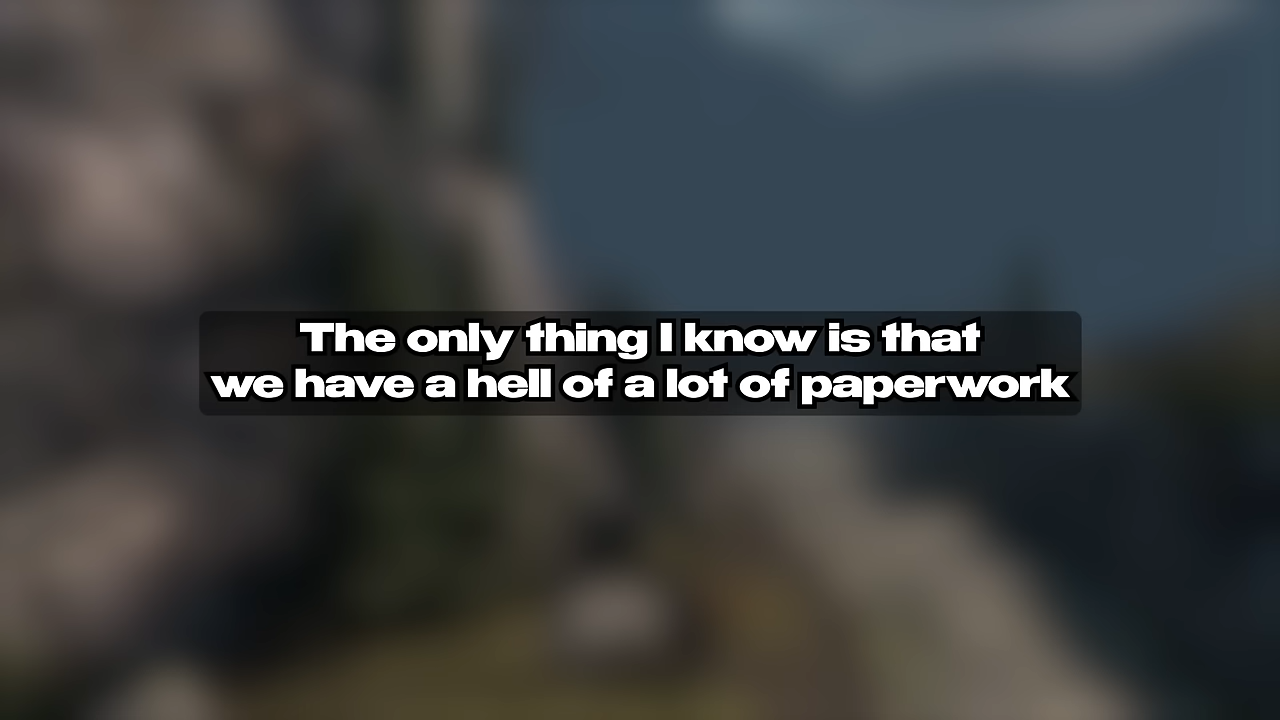 The only thing I know is that
we have a hell of a lot of paperwork